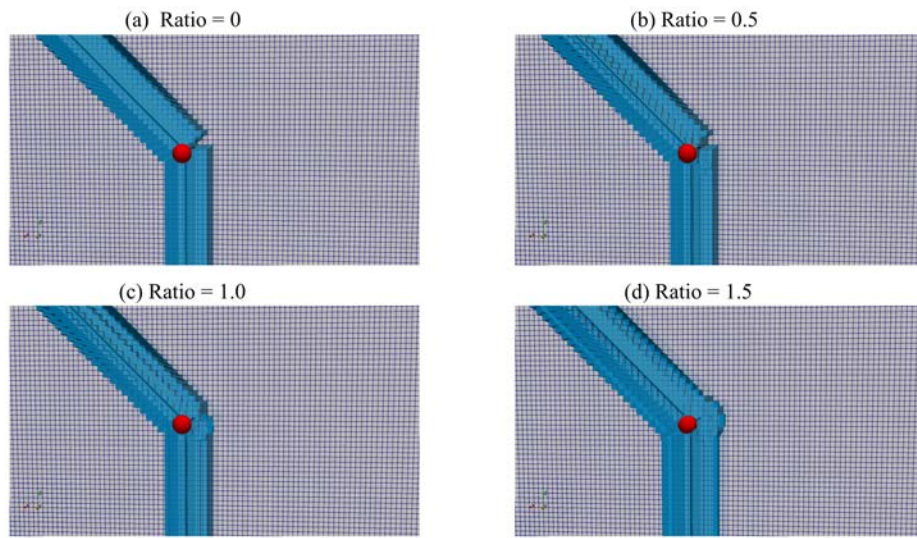 (a) Ratio = 0
(b) Ratio = 0.5
(c) Ratio = 1.0
(d) Ratio = 1.5